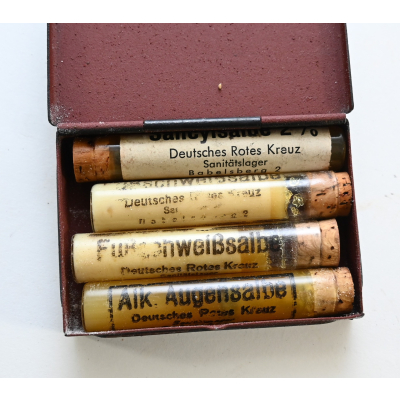 Salicylsalbe 2%
Deutsches Rotes Kreuz
Sanitätslager
Babelsberg 2
schweißsalbe
Deutsches Rotes Kreuz
Fußschweißsalbe
Deutsches Rotes Kreuz
Alk. Augensalbe
Deutsches Rotes Kreuz